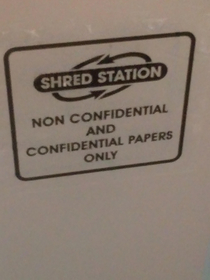 SHRED STATION
NON CONFIDENTIAL
AND
CONFIDENTIAL PAPERS
ONLY